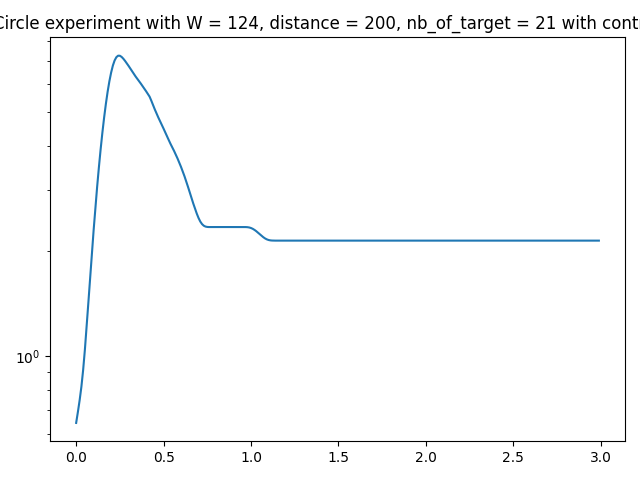 Circle experiment with W = 124, distance = 200, nb_of_target = 21 with contr
10⁰
0.0 0.5 1.0 1.5 2.0 2.5 3.0